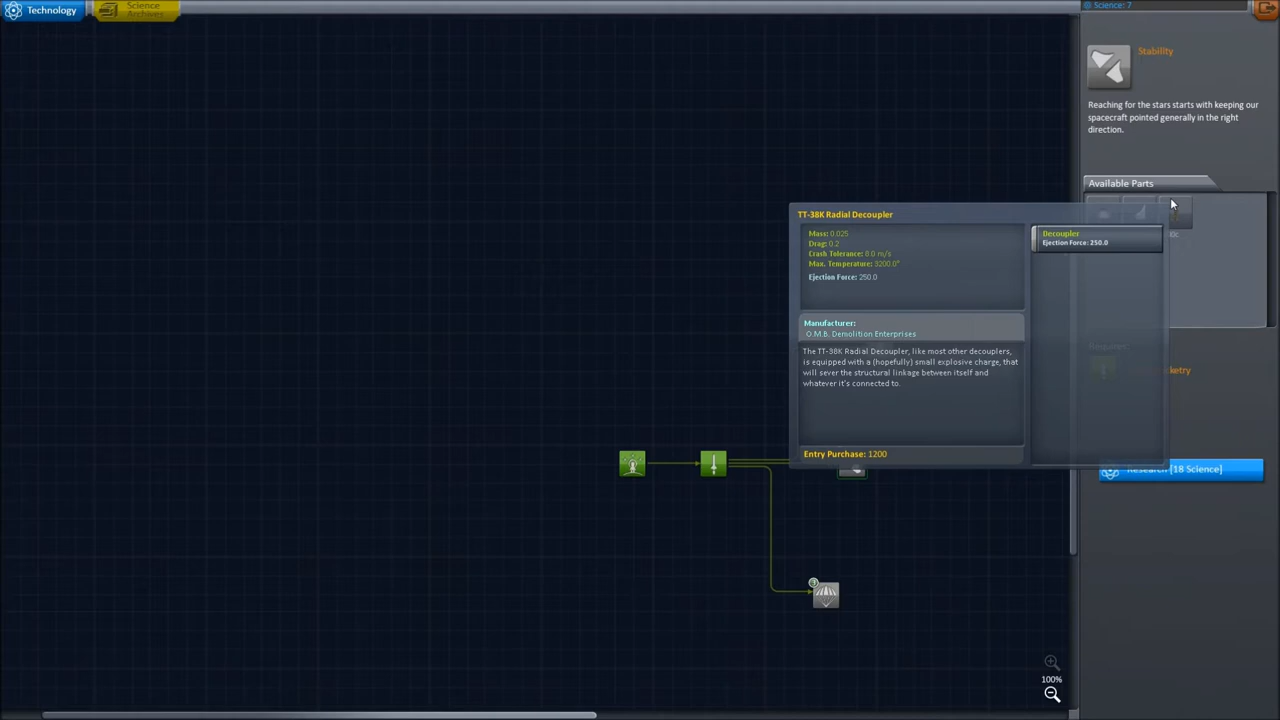 Technology
Science
Archives
Science: 7
Stability
Reaching for the stars starts with keeping our
spacecraft pointed generally in the right
direction.
Available Parts
TT-38K Radial Decoupler
Mass: 0.025
Drag: 0.2
Crash Tolerance: 8.0 m/s
Max. Temperature: 3200.0°
Ejection Force: 250.0
Decoupler
Ejection Force: 250.0
Manufacturer:
O.M.B. Demolition Enterprises
The TT-38K Radial Decoupler, like most other decouplers,
is equipped with a (hopefully) small explosive charge, that
will sever the structural linkage between itself and
whatever it's connected to.
Entry Purchase: 1200
Requires:
Research [18 Science]
3
100%